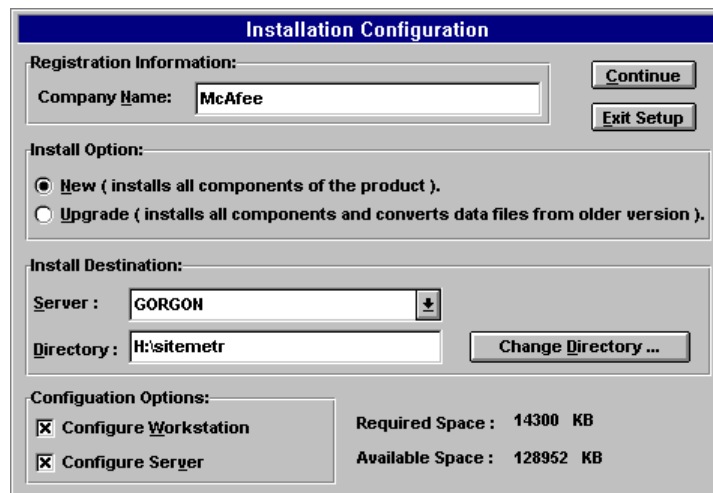 Installation Configuration
Registration Information:
Company Name: McAfee
Continue
Exit Setup
Install Option:
New ( installs all components of the product ).
Upgrade ( installs all components and converts data files from older version ).
Install Destination:
Server : GORGON
Directory : H:\sitemetr
Change Directory ...
Configuation Options:
Configure Workstation
Configure Server
Required Space : 14300 KB
Available Space : 128952 KB